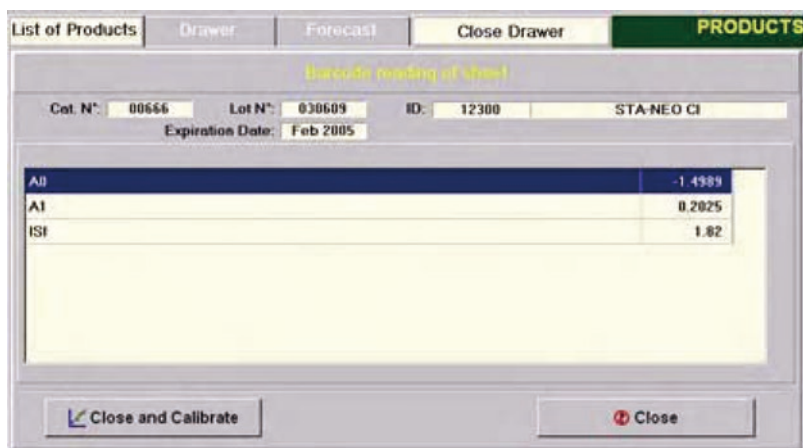 List of Products Drawer Forecast Close Drawer PRODUCTS
Barcode reading of sheet
Cat. N°: 00666 Lot N°: 030609 ID: 12300 STA-NEO CI
Expiration Date: Feb 2005
A0 -1.4989
A1 0.2025
ISI 1.82
Close and Calibrate Close